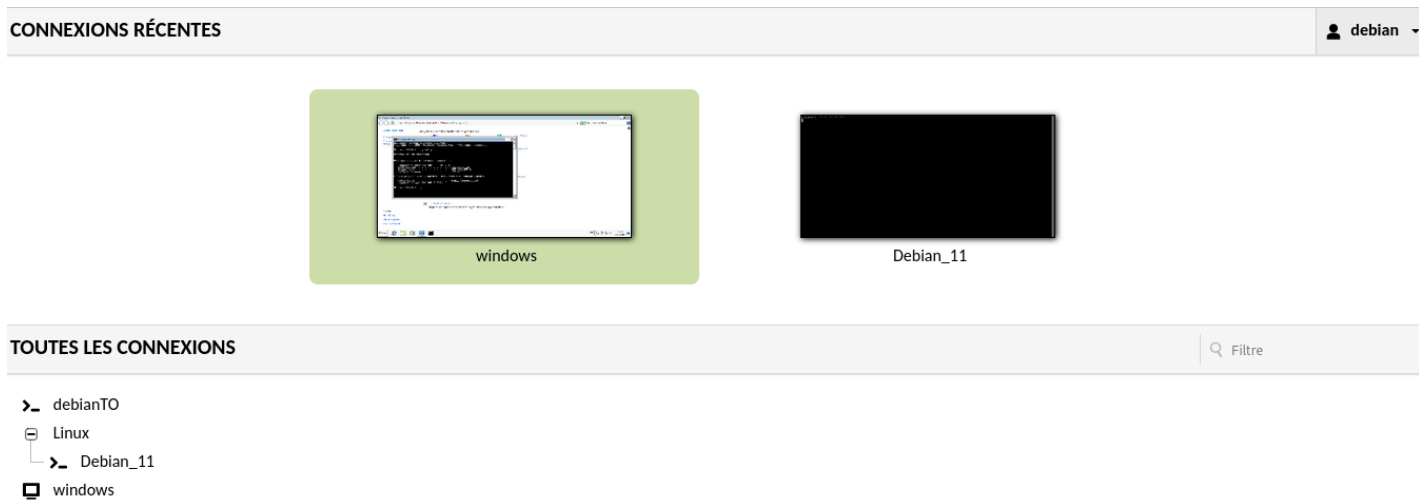 CONNEXIONS RÉCENTES
debian
windows
Debian_11
TOUTES LES CONNEXIONS
Filtre
debianTO
Linux
Debian_11
windows